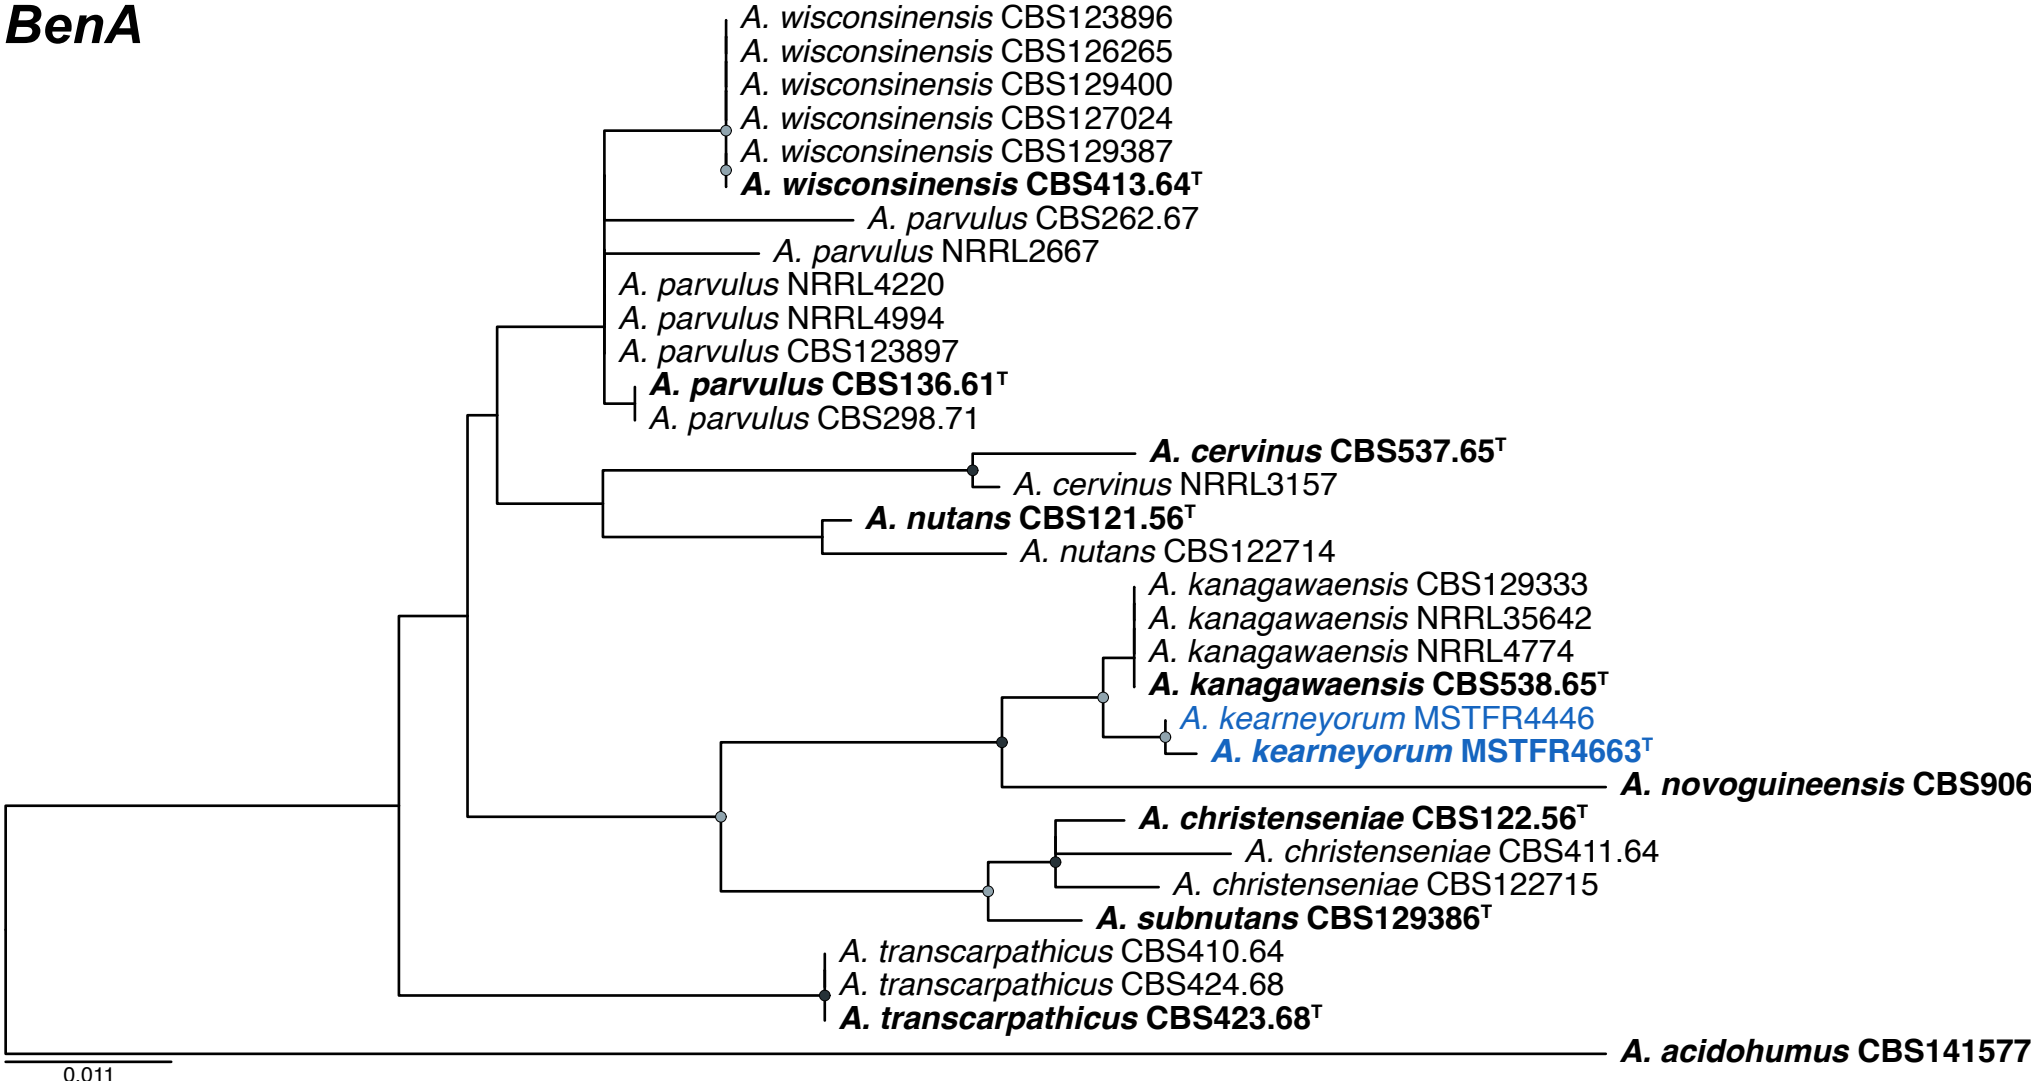 BenA
A. wisconsinensis CBS123896
A. wisconsinensis CBS126265
A. wisconsinensis CBS129400
A. wisconsinensis CBS127024
A. wisconsinensis CBS129387
A. wisconsinensis CBS413.64T
A. parvulus CBS262.67
A. parvulus NRRL2667
A. parvulus NRRL4220
A. parvulus NRRL4994
A. parvulus CBS123897
A. parvulus CBS136.61T
A. parvulus CBS298.71
A. cervinus CBS537.65T
A. cervinus NRRL3157
A. nutans CBS121.56T
A. nutans CBS122714
A. kanagawaensis CBS129333
A. kanagawaensis NRRL35642
A. kanagawaensis NRRL4774
A. kanagawaensis CBS538.65T
A. kearneyorum MSTFR4446
A. kearneyorum MSTFR4663T
A. novoguineensis CBS906
A. christenseniae CBS122.56T
A. christenseniae CBS411.64
A. christenseniae CBS122715
A. subnutans CBS129386T
A. transcarpathicus CBS410.64
A. transcarpathicus CBS424.68
A. transcarpathicus CBS423.68T
A. acidohumus CBS141577
0.011